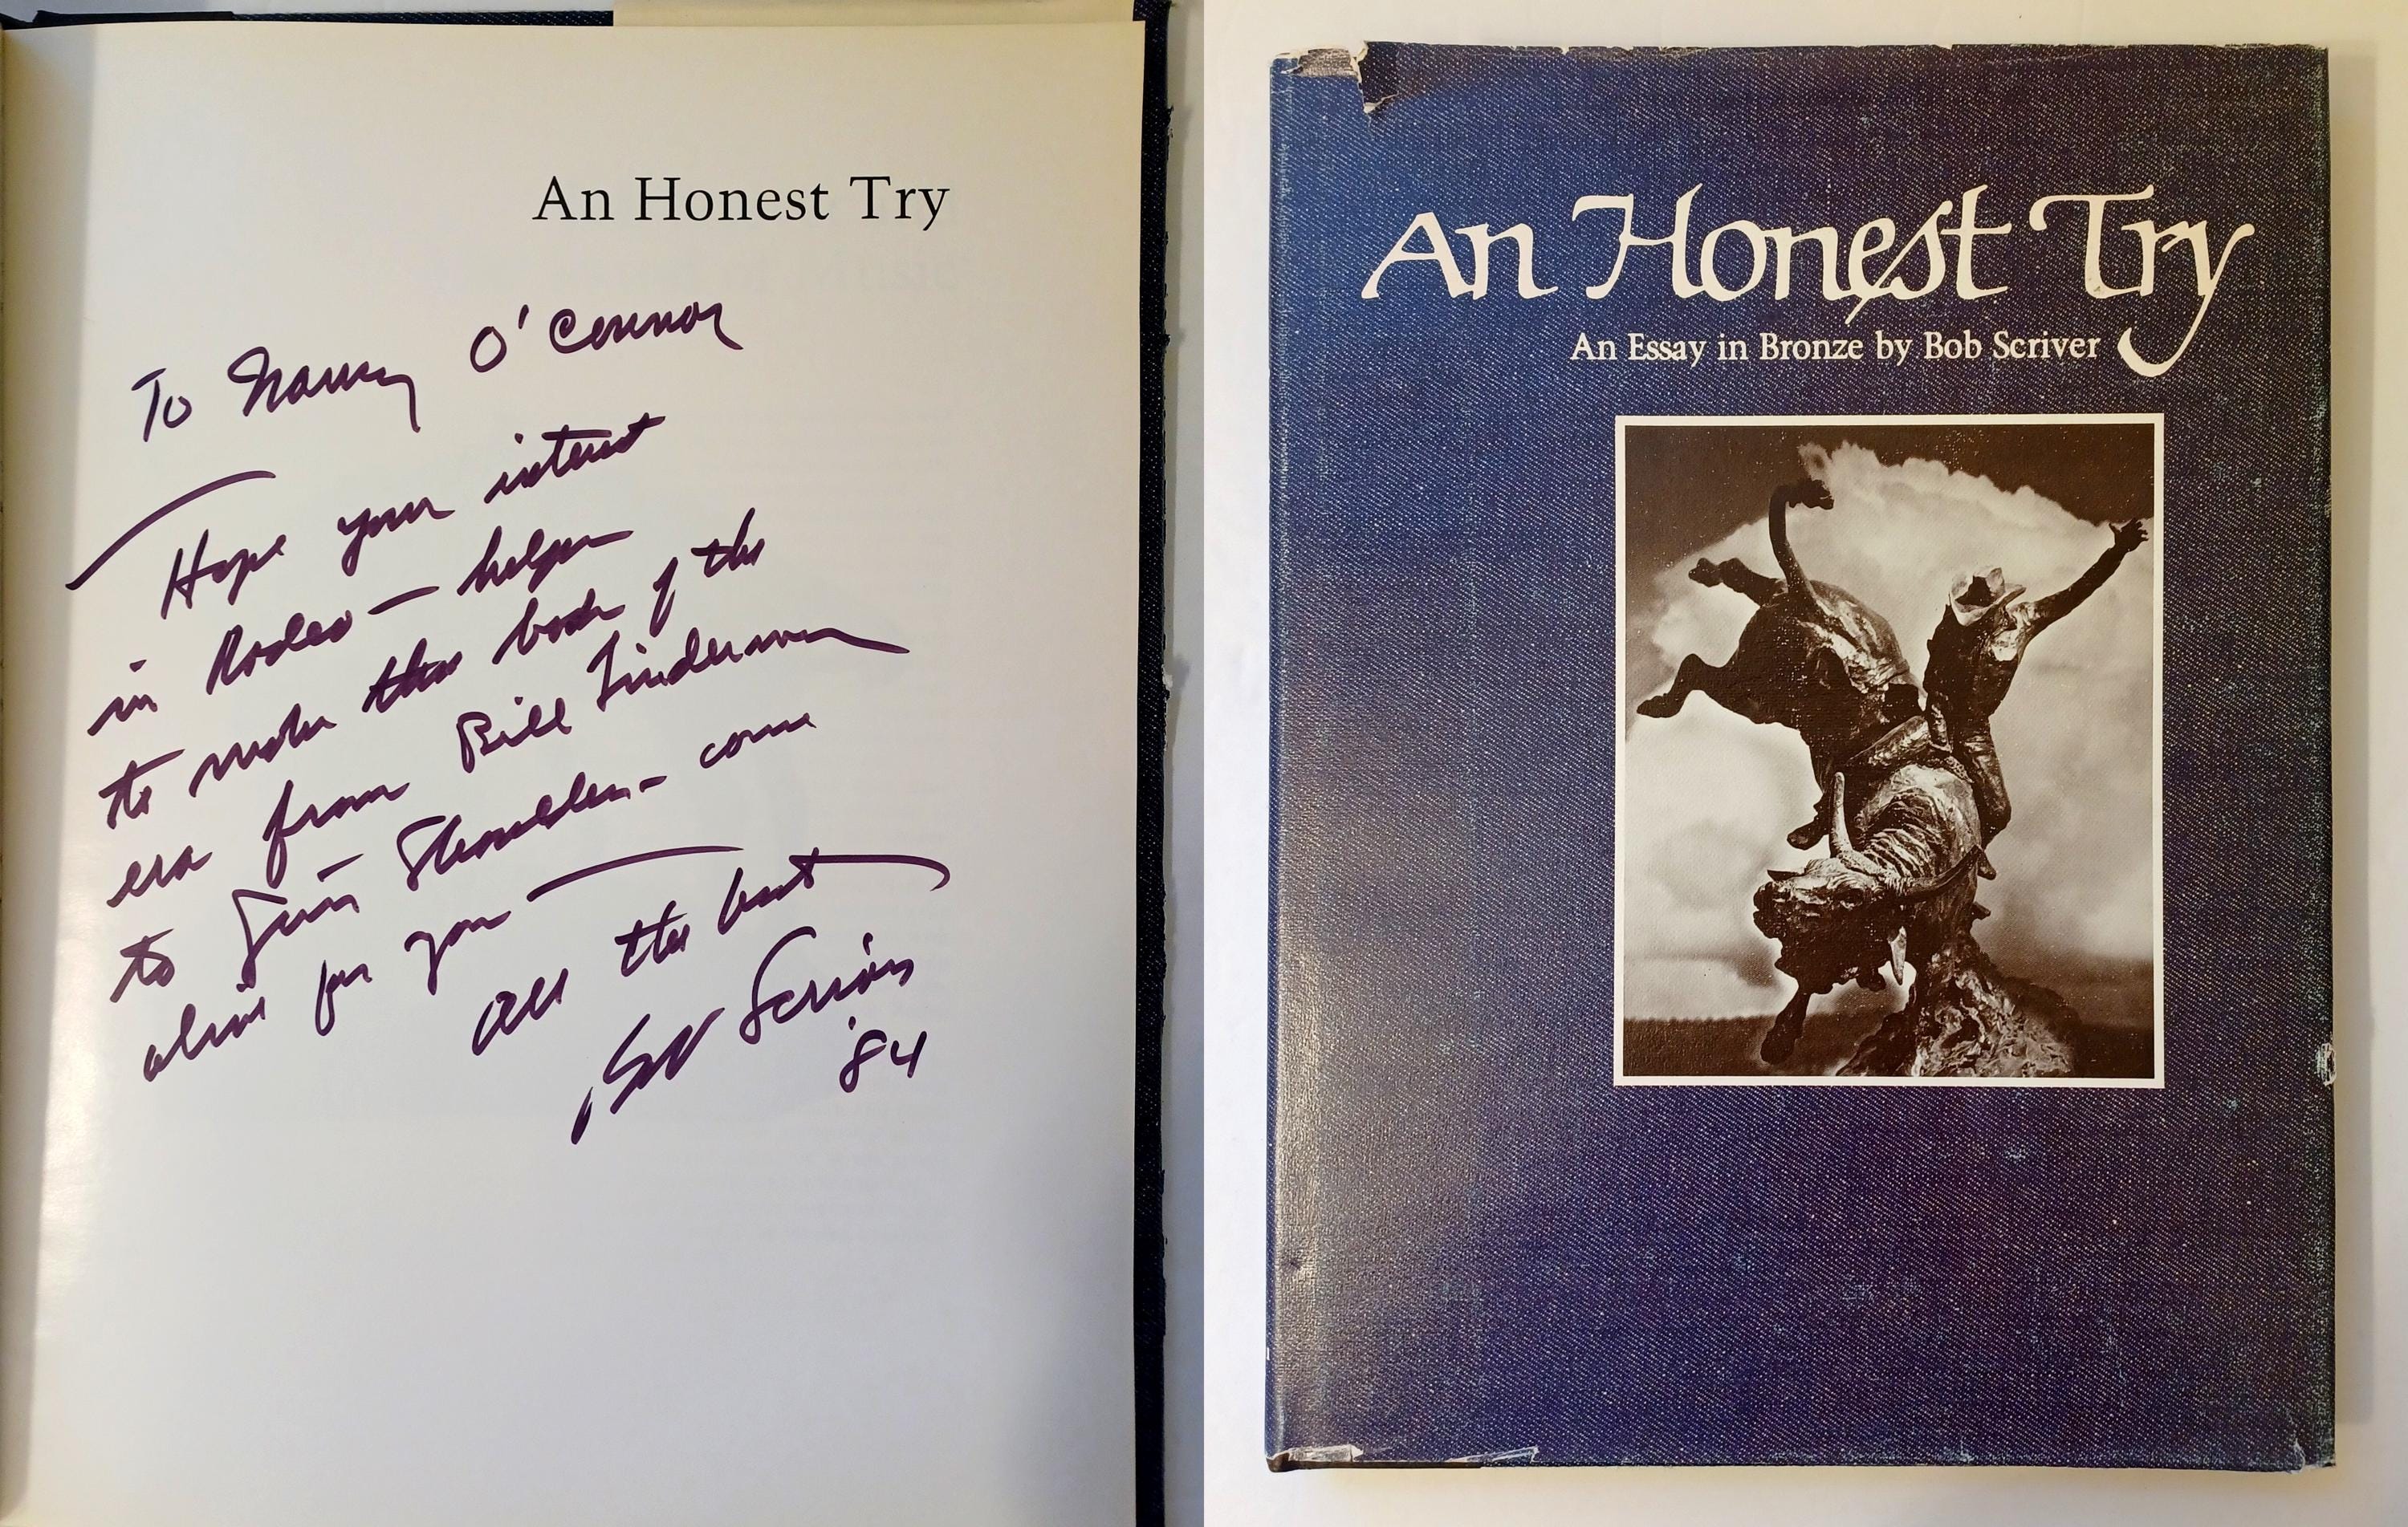 An Honest Try
To Nancy O'Connor
Hope your interest
in Rodeo — helps
to make this book of the
era from Bill Linderman
to Jim Shoulders — come
alive for you —
All the best
Bob Scriver
'84
An Honest Try
An Essay in Bronze by Bob Scriver